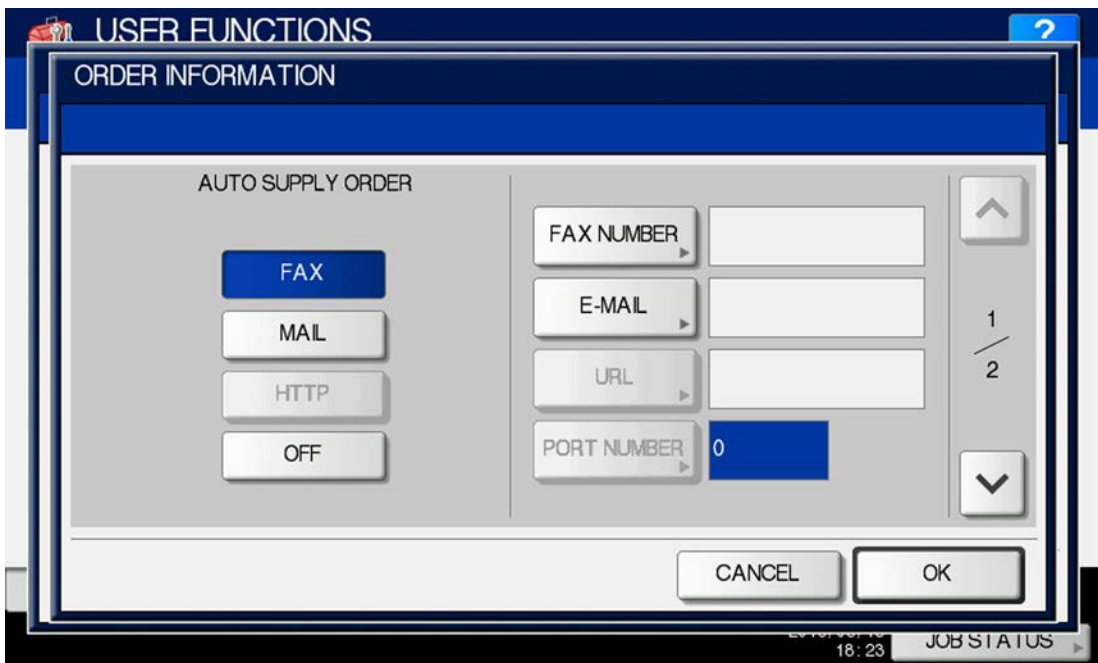 USER FUNCTIONS
?
ORDER INFORMATION
AUTO SUPPLY ORDER
FAX
MAIL
HTTP
OFF
FAX NUMBER
E-MAIL
URL
PORT NUMBER
0
1
2
CANCEL
OK
18:23
JOB STATUS